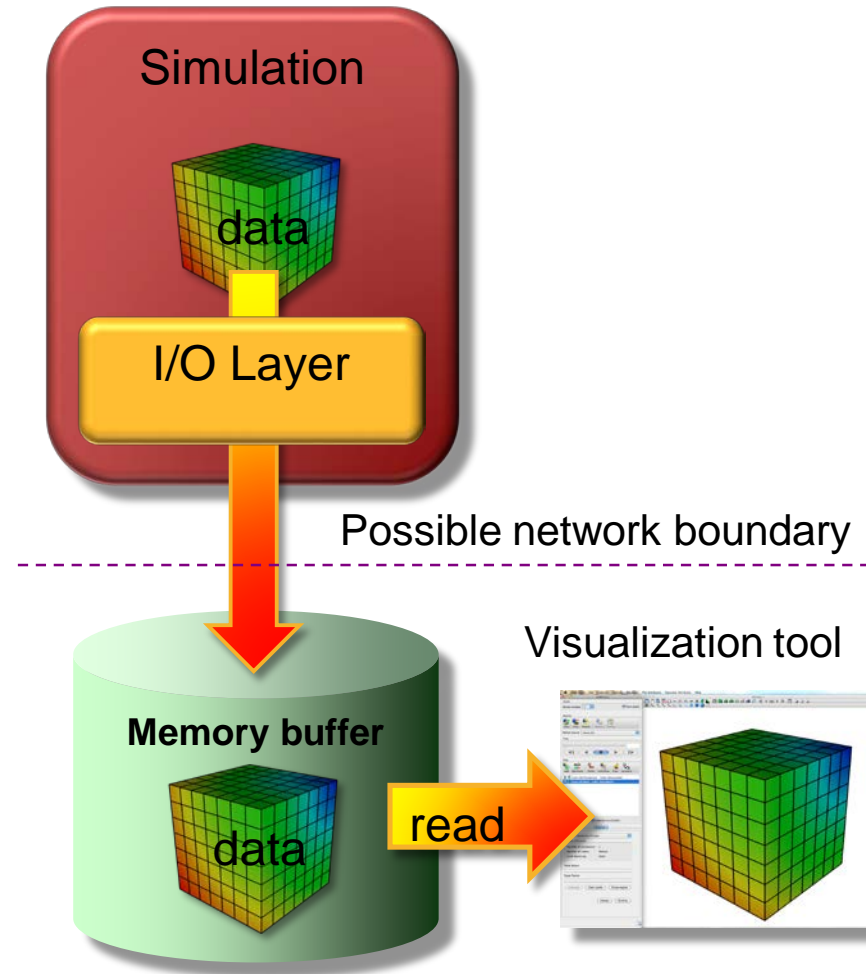 Simulation
data
I/O Layer
Possible network boundary
Visualization tool
Memory buffer
data
read